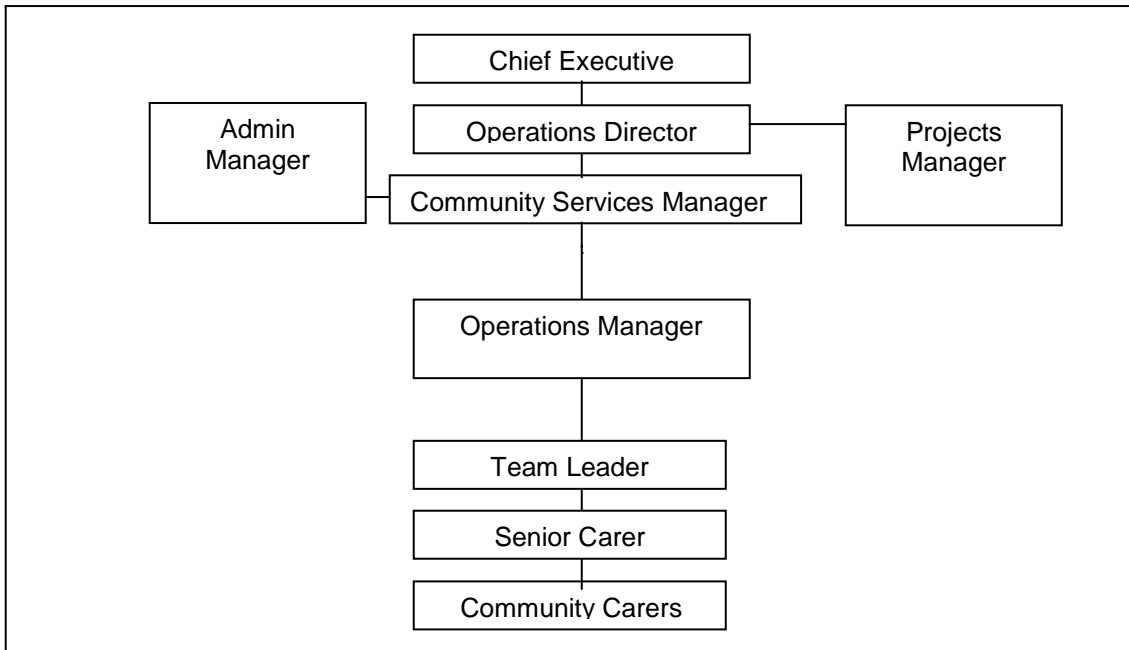 Chief Executive
Admin
Manager
Operations Director
Projects
Manager
Community Services Manager
Operations Manager
Team Leader
Senior Carer
Community Carers